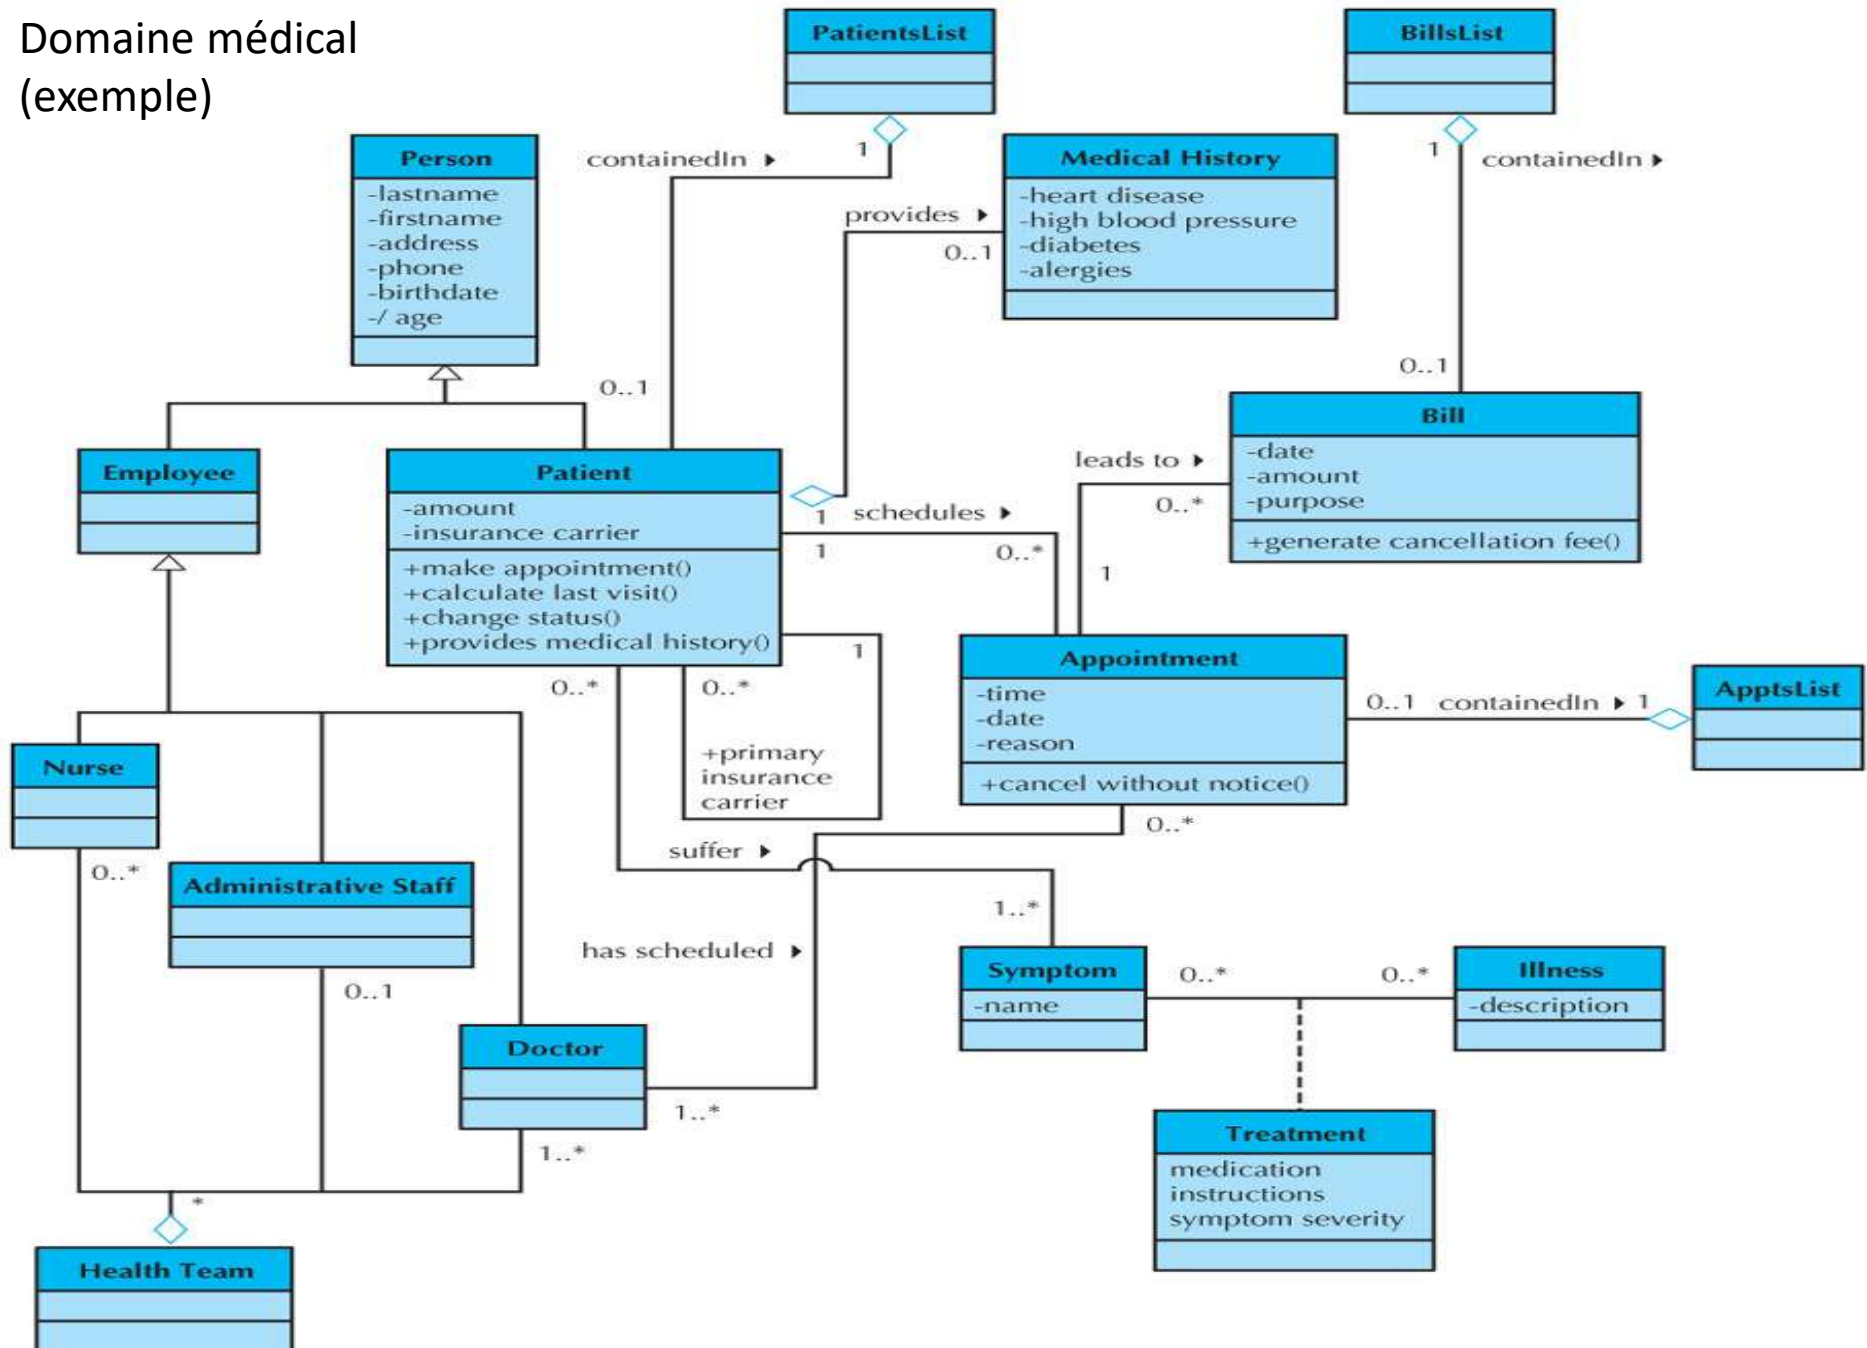 Domaine médical
(exemple)
PatientsList
BillsList
containedIn ▶
1
1
containedIn ▶
Person
-lastname
-firstname
-address
-phone
-birthdate
-/ age
Medical History
-heart disease
-high blood pressure
-diabetes
-alergies
provides ▶
0..1
0..1
0..1
Employee
Patient
-amount
-insurance carrier
+make appointment()
+calculate last visit()
+change status()
+provides medical history()
Bill
-date
-amount
-purpose
+generate cancellation fee()
leads to ▶
0..*
1
1
schedules ▶
1
0..*
1
0..*
0..*
+primary
insurance
carrier
Appointment
-time
-date
-reason
+cancel without notice()
0..1
containedIn ▶
1
ApptsList
0..*
Nurse
0..*
Administrative Staff
0..1
suffer ▶
1..*
has scheduled ▶
Doctor
1..*
1..*
Symptom
-name
0..*
0..*
Illness
-description
Treatment
medication
instructions
symptom severity
*
Health Team